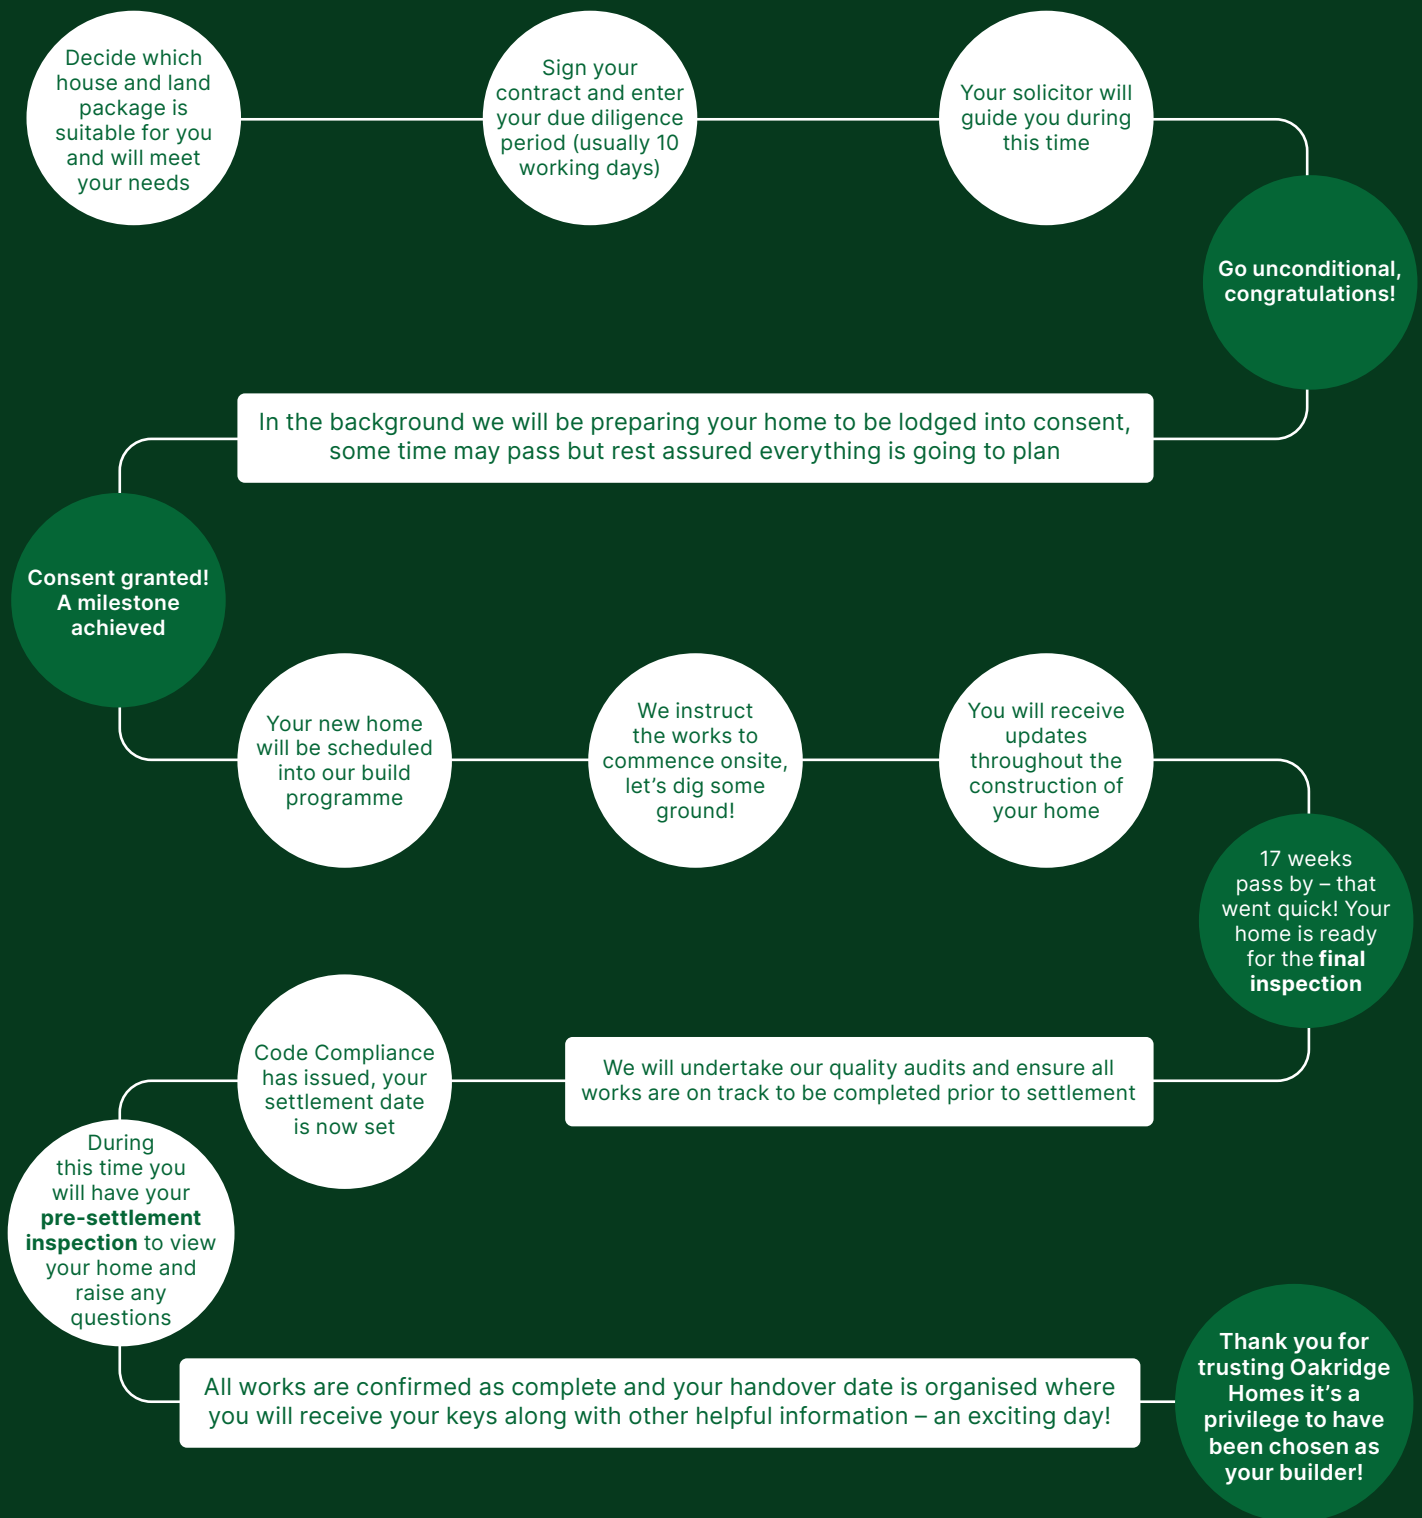 Decide which
house and land
package is
suitable for you
and will meet
your needs
Sign your
contract and enter
your due diligence
period (usually 10
working days)
Your solicitor will
guide you during
this time
Go unconditional,
congratulations!
In the background we will be preparing your home to be lodged into consent,
some time may pass but rest assured everything is going to plan
Consent granted!
A milestone
achieved
Your new home
will be scheduled
into our build
programme
We instruct
the works to
commence onsite,
let’s dig some
ground!
You will receive
updates
throughout the
construction of
your home
17 weeks
pass by – that
went quick! Your
home is ready
for the final
inspection
We will undertake our quality audits and ensure all
works are on track to be completed prior to settlement
Code Compliance
has issued, your
settlement date
is now set
During
this time you
will have your
pre-settlement
inspection to view
your home and
raise any
questions
All works are confirmed as complete and your handover date is organised where
you will receive your keys along with other helpful information – an exciting day!
Thank you for
trusting Oakridge
Homes it’s a
privilege to have
been chosen as
your builder!